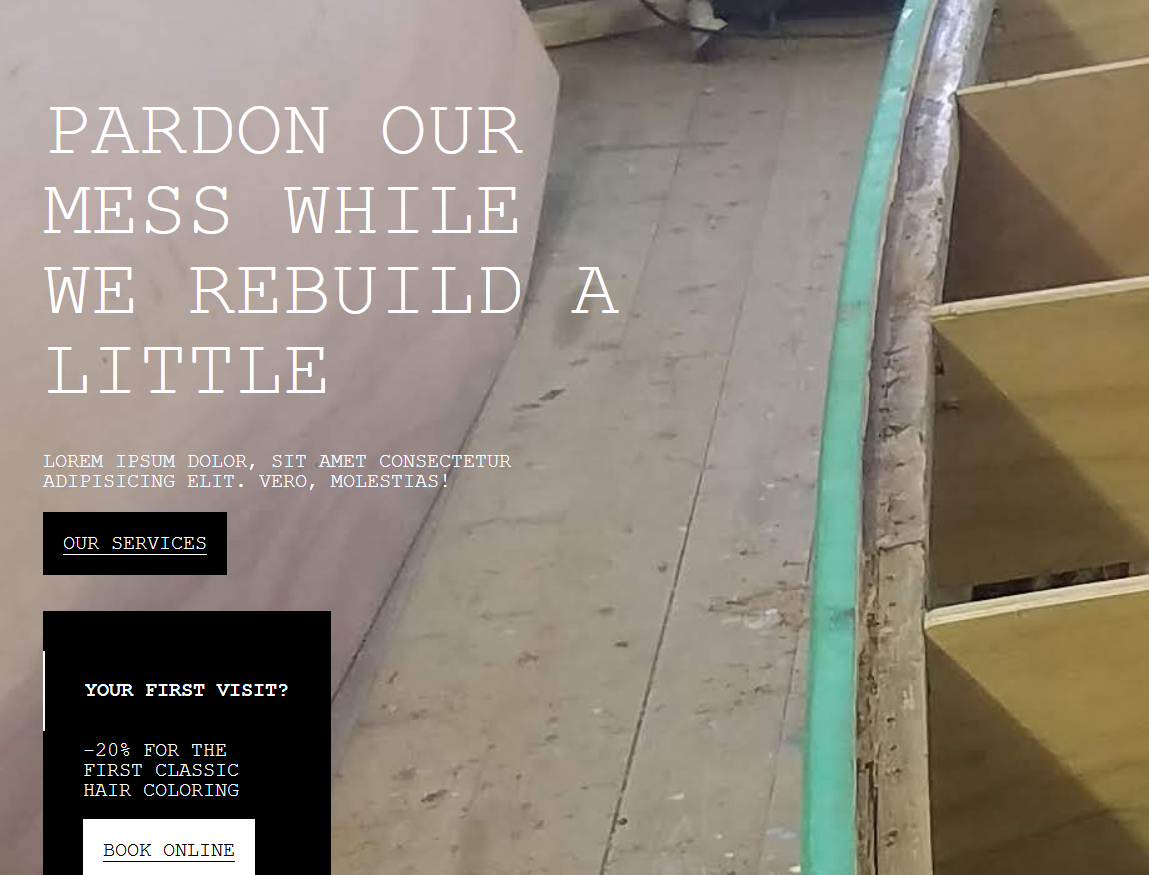 PARDON OUR
MESS WHILE
WE REBUILD A
LITTLE
LOREM IPSUM DOLOR, SIT AMET CONSECTETUR
ADIPISICING ELIT. VERO, MOLESTIAS!
OUR SERVICES
YOUR FIRST VISIT?
-20% FOR THE
FIRST CLASSIC
HAIR COLORING
BOOK ONLINE